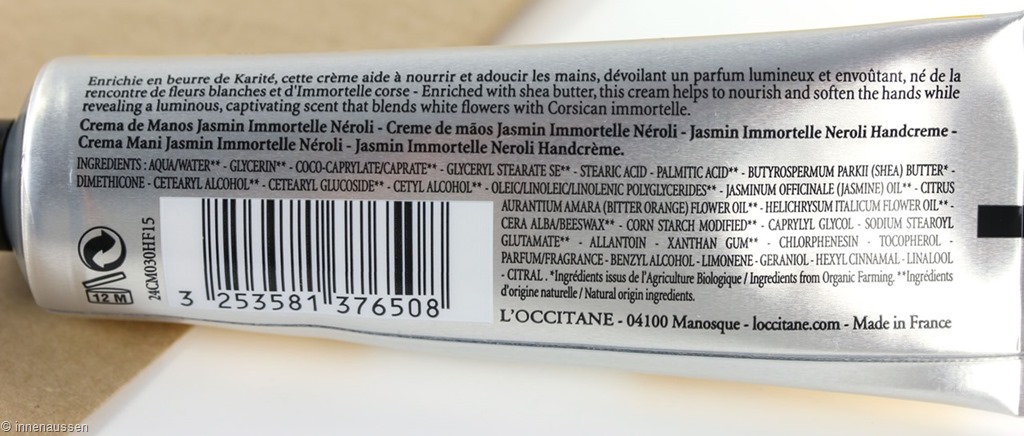 Enrichie en beurre de Karité, cette crème aide à nourrir et adoucir les mains, dévoilant un parfum lumineux et envoûtant, né de la
rencontre de fleurs blanches et d'Immortelle corse - Enriched with shea butter, this cream helps to nourish and soften the hands while
revealing a luminous, captivating scent that blends white flowers with Corsican immortelle.
Crema de Manos Jasmin Immortelle Néroli - Creme de mãos Jasmin Immortelle Néroli - Jasmin Immortelle Neroli Handcreme -
Crema Mani Jasmin Immortelle Néroli - Jasmin Immortelle Neroli Handcrème.
INGREDIENTS : AQUA/WATER** - GLYCERIN** - COCO-CAPRYLATE/CAPRATE** - GLYCERYL STEARATE SE** - STEARIC ACID - PALMITIC ACID** - BUTYROSPERMUM PARKII (SHEA) BUTTER* -
DIMETHICONE - CETEARYL ALCOHOL** - CETEARYL GLUCOSIDE** - CETYL ALCOHOL** - OLEIC/LINOLEIC/LINOLENIC POLYGLYCERIDES** - JASMINUM OFFICINALE (JASMINE) OIL** - CITRUS
AURANTIUM AMARA (BITTER ORANGE) FLOWER OIL** - HELICHRYSUM ITALICUM FLOWER OIL** -
CERA ALBA/BEESWAX** - CORN STARCH MODIFIED** - CAPRYLYL GLYCOL - SODIUM STEAROYL
GLUTAMATE** - ALLANTOIN - XANTHAN GUM** - CHLORPHENESIN - TOCOPHEROL -
PARFUM/FRAGRANCE - BENZYL ALCOHOL - LIMONENE - GERANIOL - HEXYL CINNAMAL - LINALOOL
- CITRAL . *Ingrédients issus de l'Agriculture Biologique / Ingredients from Organic Farming. **Ingrédients
d'origine naturelle / Natural origin ingredients.
L'OCCITANE - 04100 Manosque - loccitane.com - Made in France
12 M
24CM030HF15
3 253581 376508
© innenaussen